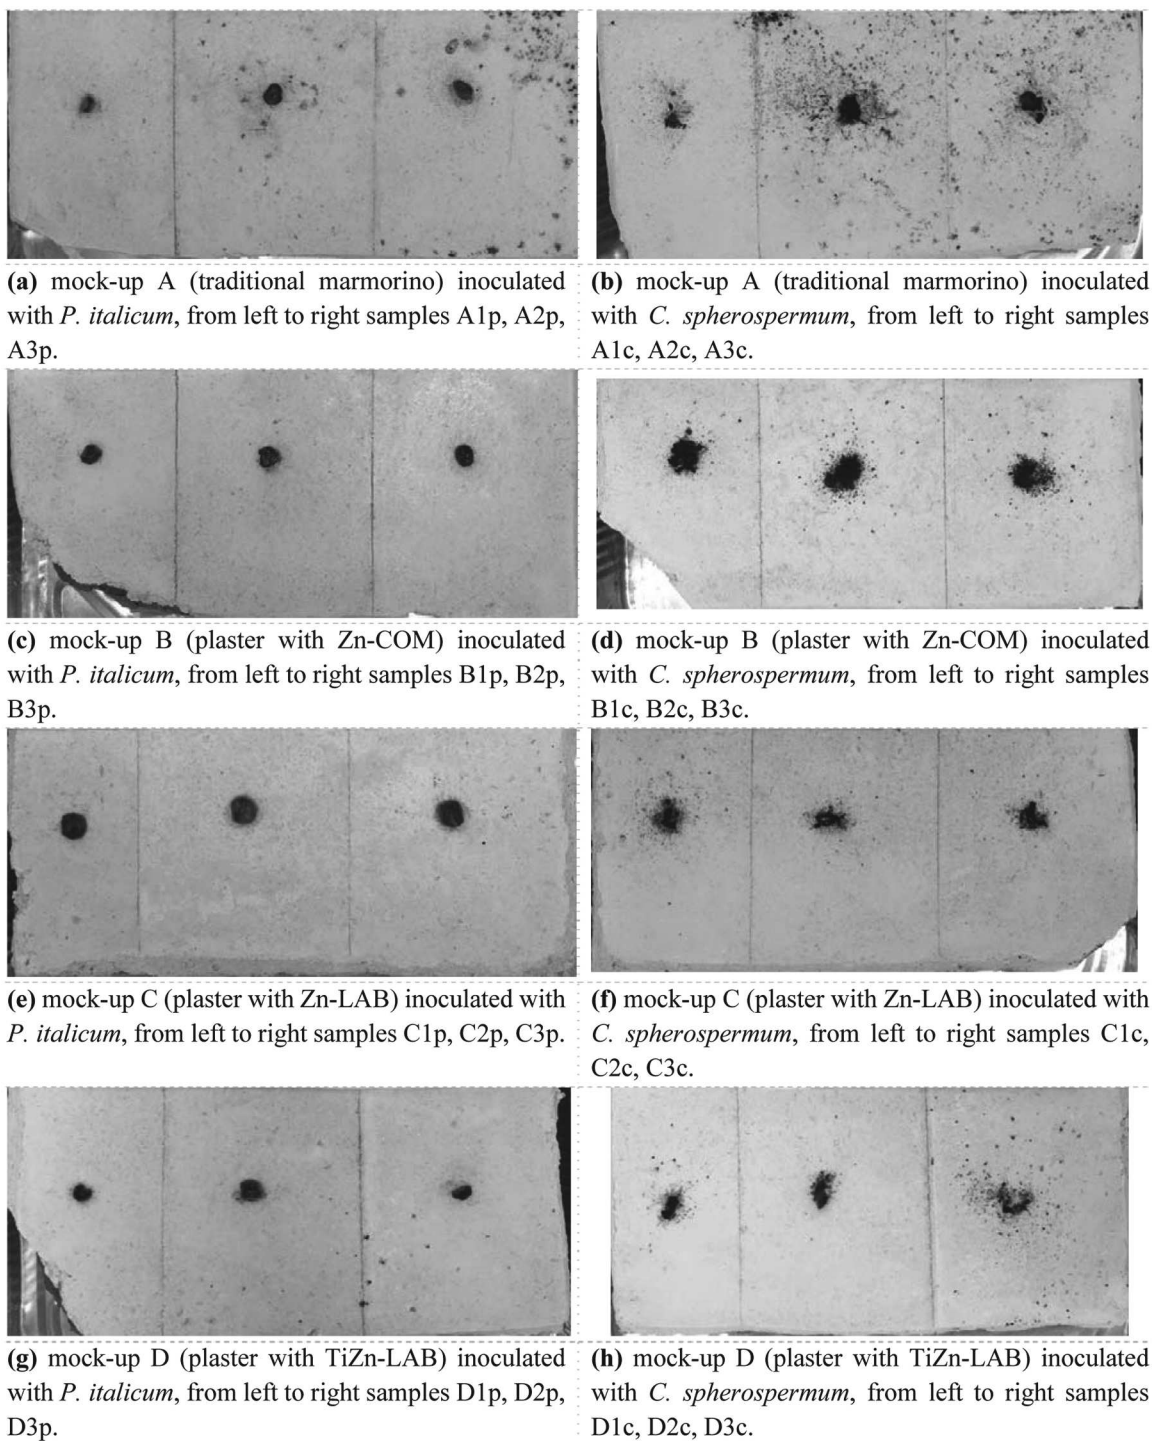 (a) mock-up A (traditional marmorino) inoculated
with P. italicum, from left to right samples A1p, A2p,
A3p.
(b) mock-up A (traditional marmorino) inoculated
with C. spherospermum, from left to right samples
A1c, A2c, A3c.
(c) mock-up B (plaster with Zn-COM) inoculated
with P. italicum, from left to right samples B1p, B2p,
B3p.
(d) mock-up B (plaster with Zn-COM) inoculated
with C. spherospermum, from left to right samples
B1c, B2c, B3c.
(e) mock-up C (plaster with Zn-LAB) inoculated with
P. italicum, from left to right samples C1p, C2p, C3p.
(f) mock-up C (plaster with Zn-LAB) inoculated with
C. spherospermum, from left to right samples C1c,
C2c, C3c.
(g) mock-up D (plaster with TiZn-LAB) inoculated
with P. italicum, from left to right samples D1p, D2p,
D3p.
(h) mock-up D (plaster with TiZn-LAB) inoculated
with C. spherospermum, from left to right samples
D1c, D2c, D3c.